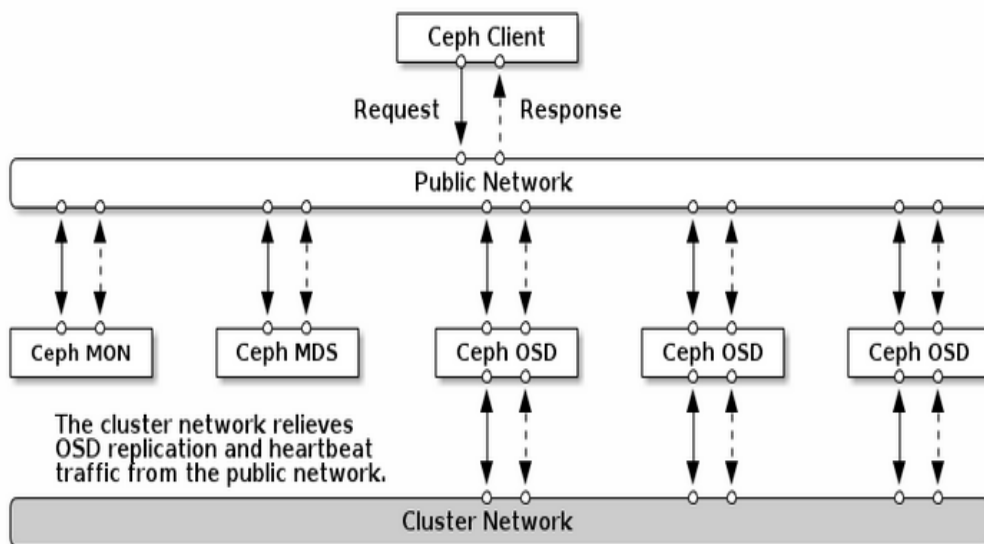 Ceph Client
Request
Response
Public Network
Ceph MON
Ceph MDS
Ceph OSD
Ceph OSD
Ceph OSD
The cluster network relieves
OSD replication and heartbeat
traffic from the public network.
Cluster Network